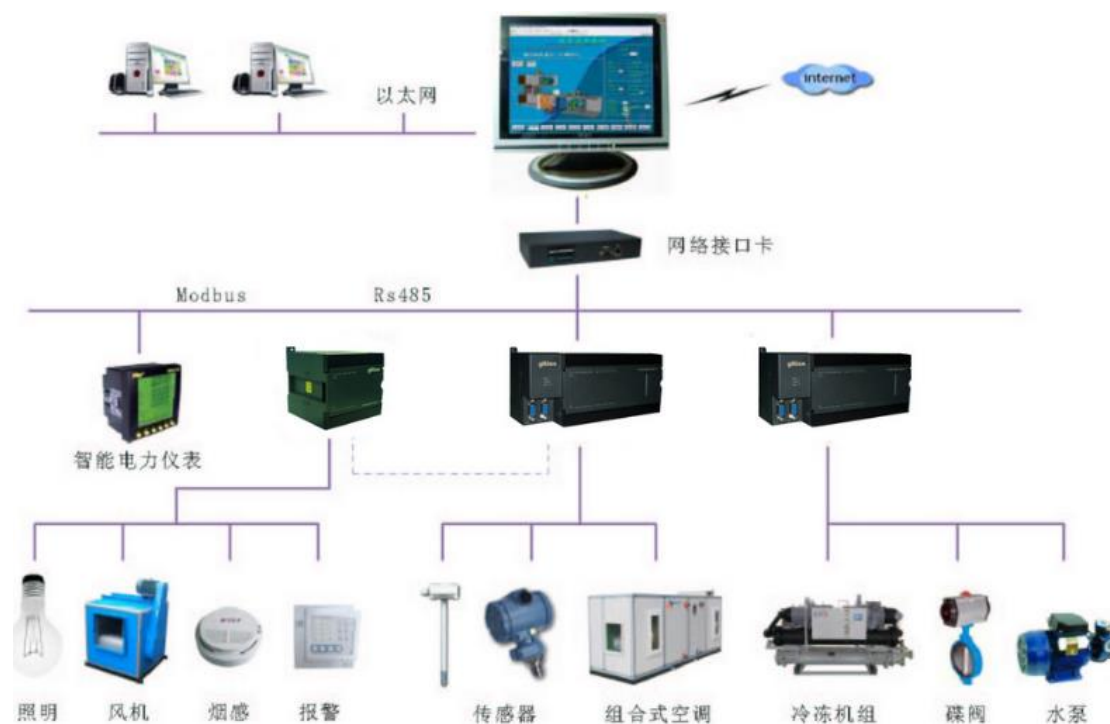 以太网
internet
网络接口卡
Modbus
Rs485
智能电力仪表
照明
风机
烟感
报警
传感器
组合式空调
冷冻机组
碟阀
水泵